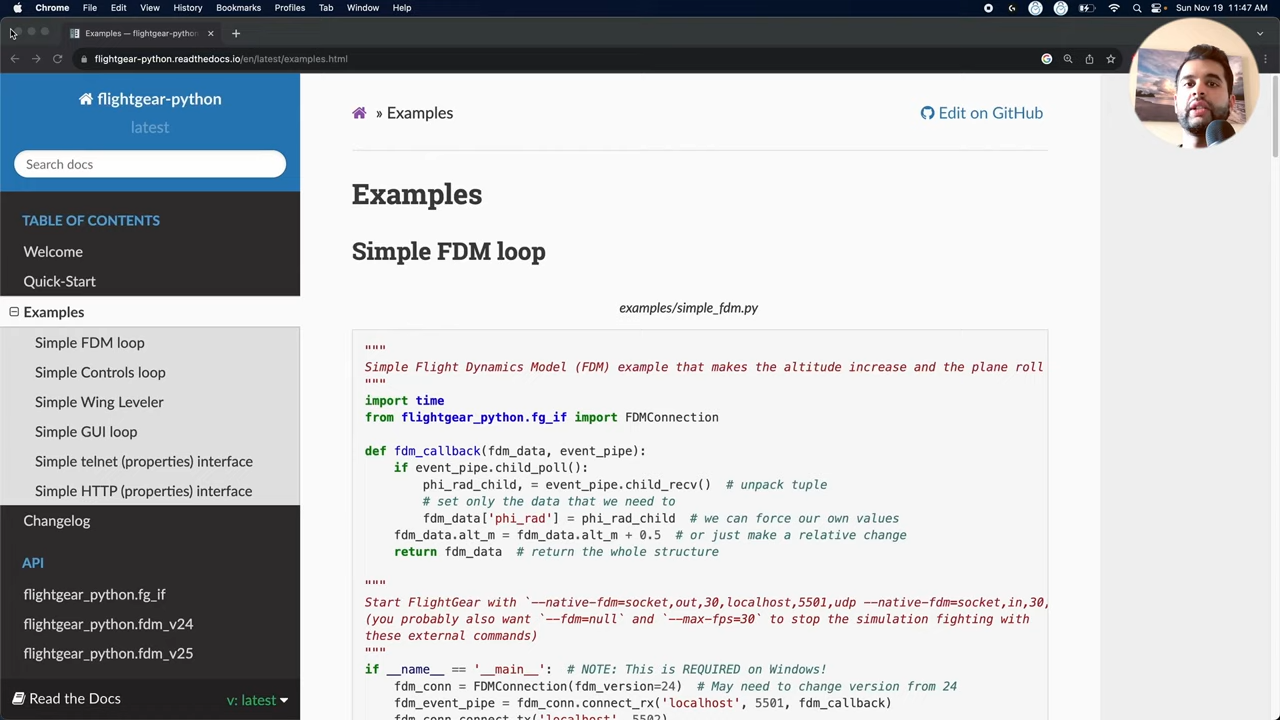 Chrome File Edit View History Bookmarks Profiles Tab Window Help Sun Nov 19 11:47 AM
Examples — flightgear-python
flightgear-python.readthedocs.io/en/latest/examples.html
flightgear-python
latest
Search docs
TABLE OF CONTENTS
Welcome
Quick-Start
Examples
Simple FDM loop
Simple Controls loop
Simple Wing Leveler
Simple GUI loop
Simple telnet (properties) interface
Simple HTTP (properties) interface
Changelog
API
flightgear_python.fg_if
flightgear_python.fdm_v24
flightgear_python.fdm_v25
Read the Docs v: latest
» Examples Edit on GitHub
Examples
Simple FDM loop
examples/simple_fdm.py
"""
Simple Flight Dynamics Model (FDM) example that makes the altitude increase and the plane roll
"""
import time
from flightgear_python.fg_if import FDMConnection
def fdm_callback(fdm_data, event_pipe):
if event_pipe.child_poll():
phi_rad_child, = event_pipe.child_recv() # unpack tuple
# set only the data that we need to
fdm_data['phi_rad'] = phi_rad_child # we can force our own values
fdm_data.alt_m = fdm_data.alt_m + 0.5 # or just make a relative change
return fdm_data # return the whole structure
"""
Start FlightGear with `--native-fdm=socket,out,30,localhost,5501,udp --native-fdm=socket,in,30,
(you probably also want `--fdm=null` and `--max-fps=30` to stop the simulation fighting with
these external commands)
"""
if __name__ == '__main__': # NOTE: This is REQUIRED on Windows!
fdm_conn = FDMConnection(fdm_version=24) # May need to change version from 24
fdm_event_pipe = fdm_conn.connect_rx('localhost', 5501, fdm_callback)
fdm_conn.connect_tx('localhost', 5502)